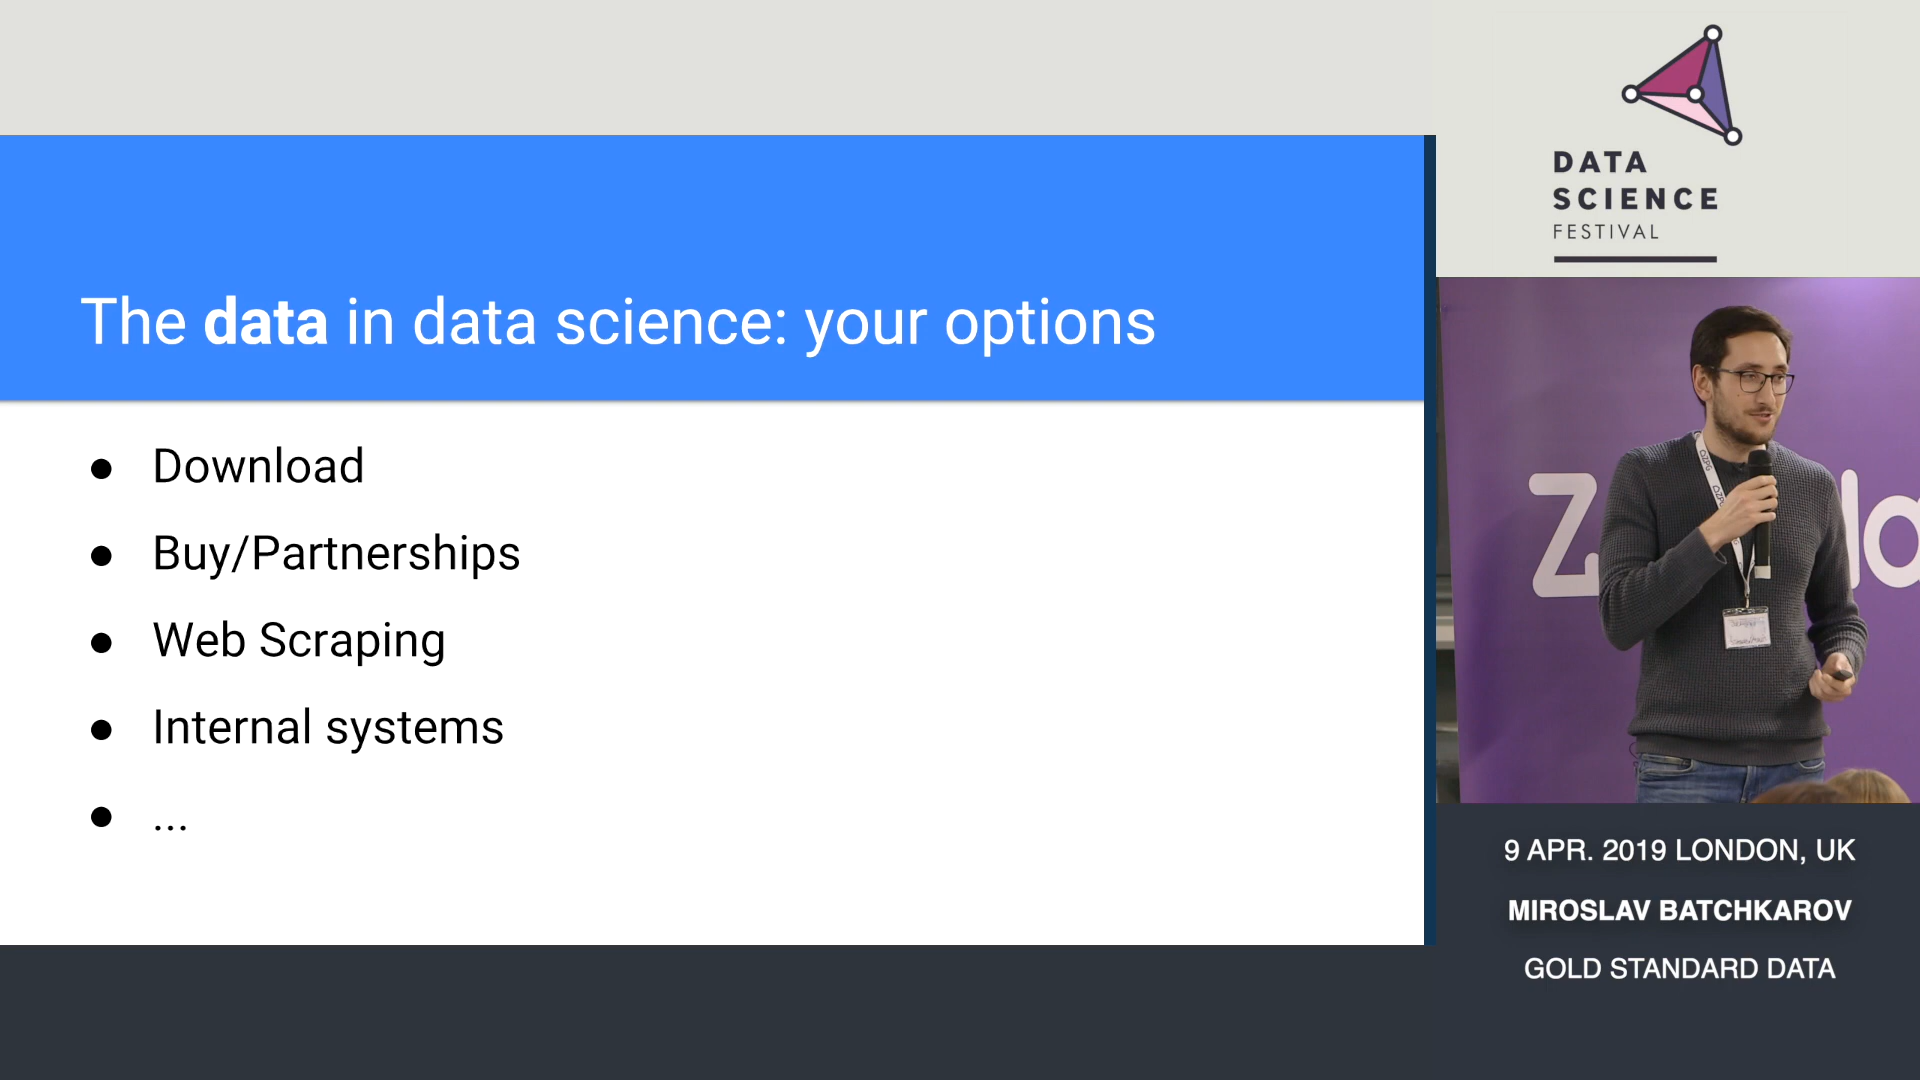 The data in data science: your options
● Download
● Buy/Partnerships
● Web Scraping
● Internal systems
● ...
DATA
SCIENCE
FESTIVAL
9 APR. 2019 LONDON, UK
MIROSLAV BATCHKAROV
GOLD STANDARD DATA